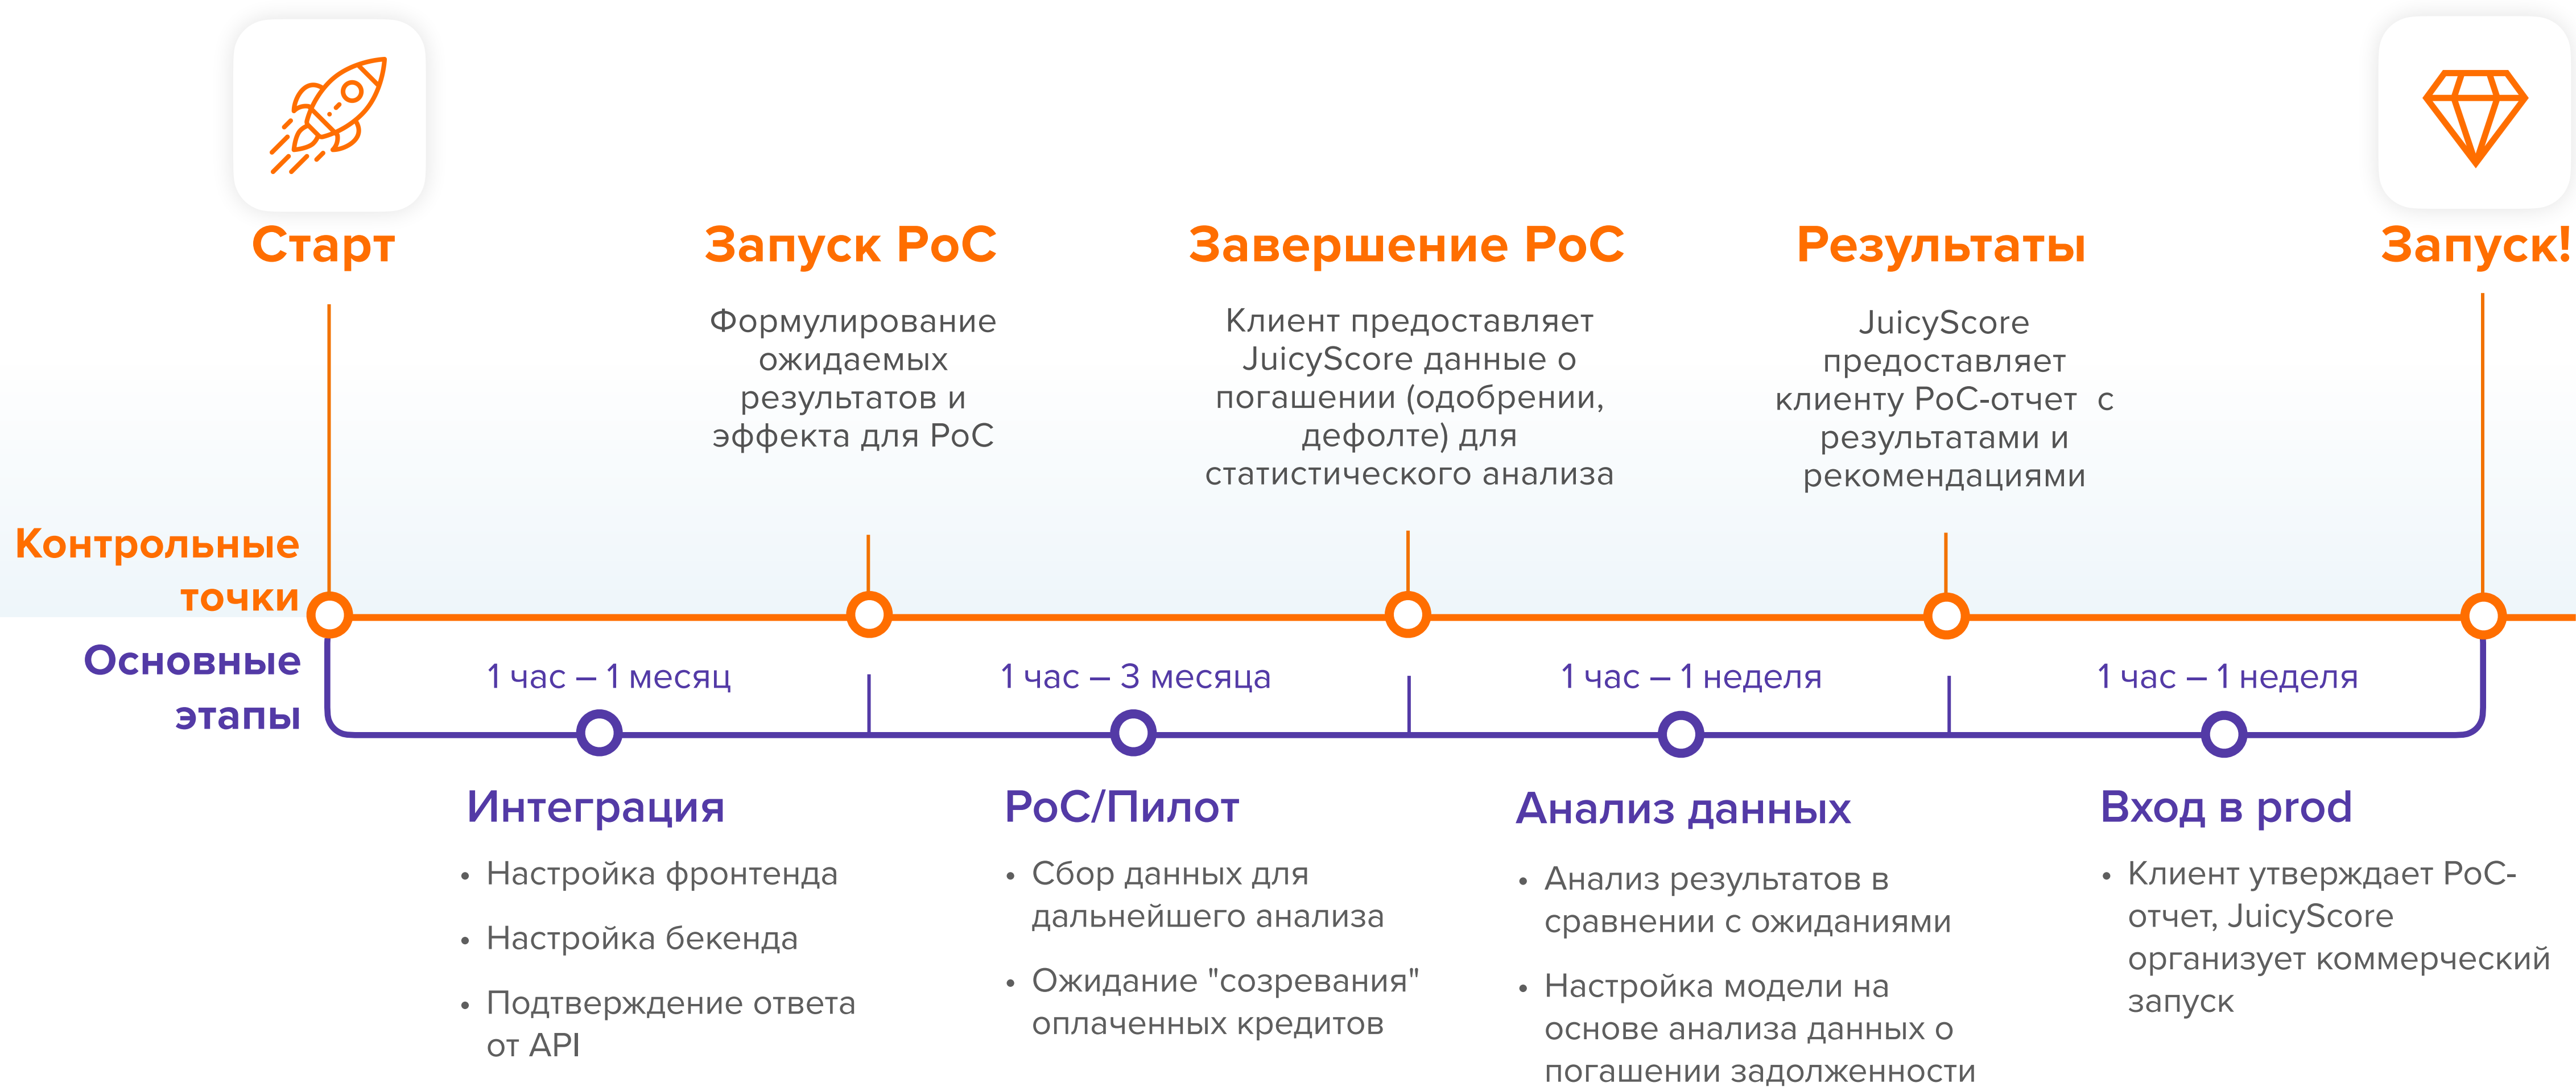 Старт
Запуск PoC
Формулирование
ожидаемых
результатов и
эффекта для PoC
Завершение PoC
Клиент предоставляет
JuicyScore данные о
погашении (одобрении,
дефолте) для
статистического анализа
Результаты
JuicyScore
предоставляет
клиенту PoC-отчет с
результатами и
рекомендациями
Запуск!
Контрольные
точки
Основные
этапы
1 час – 1 месяц
1 час – 3 месяца
1 час – 1 неделя
1 час – 1 неделя
Интеграция
• Настройка фронтенда
• Настройка бекенда
• Подтверждение ответа
от API
PoC/Пилот
• Сбор данных для
дальнейшего анализа
• Ожидание "созревания"
оплаченных кредитов
Анализ данных
• Анализ результатов в
сравнении с ожиданиями
• Настройка модели на
основе анализа данных о
погашении задолженности
Вход в prod
• Клиент утверждает PoC-
отчет, JuicyScore
организует коммерческий
запуск